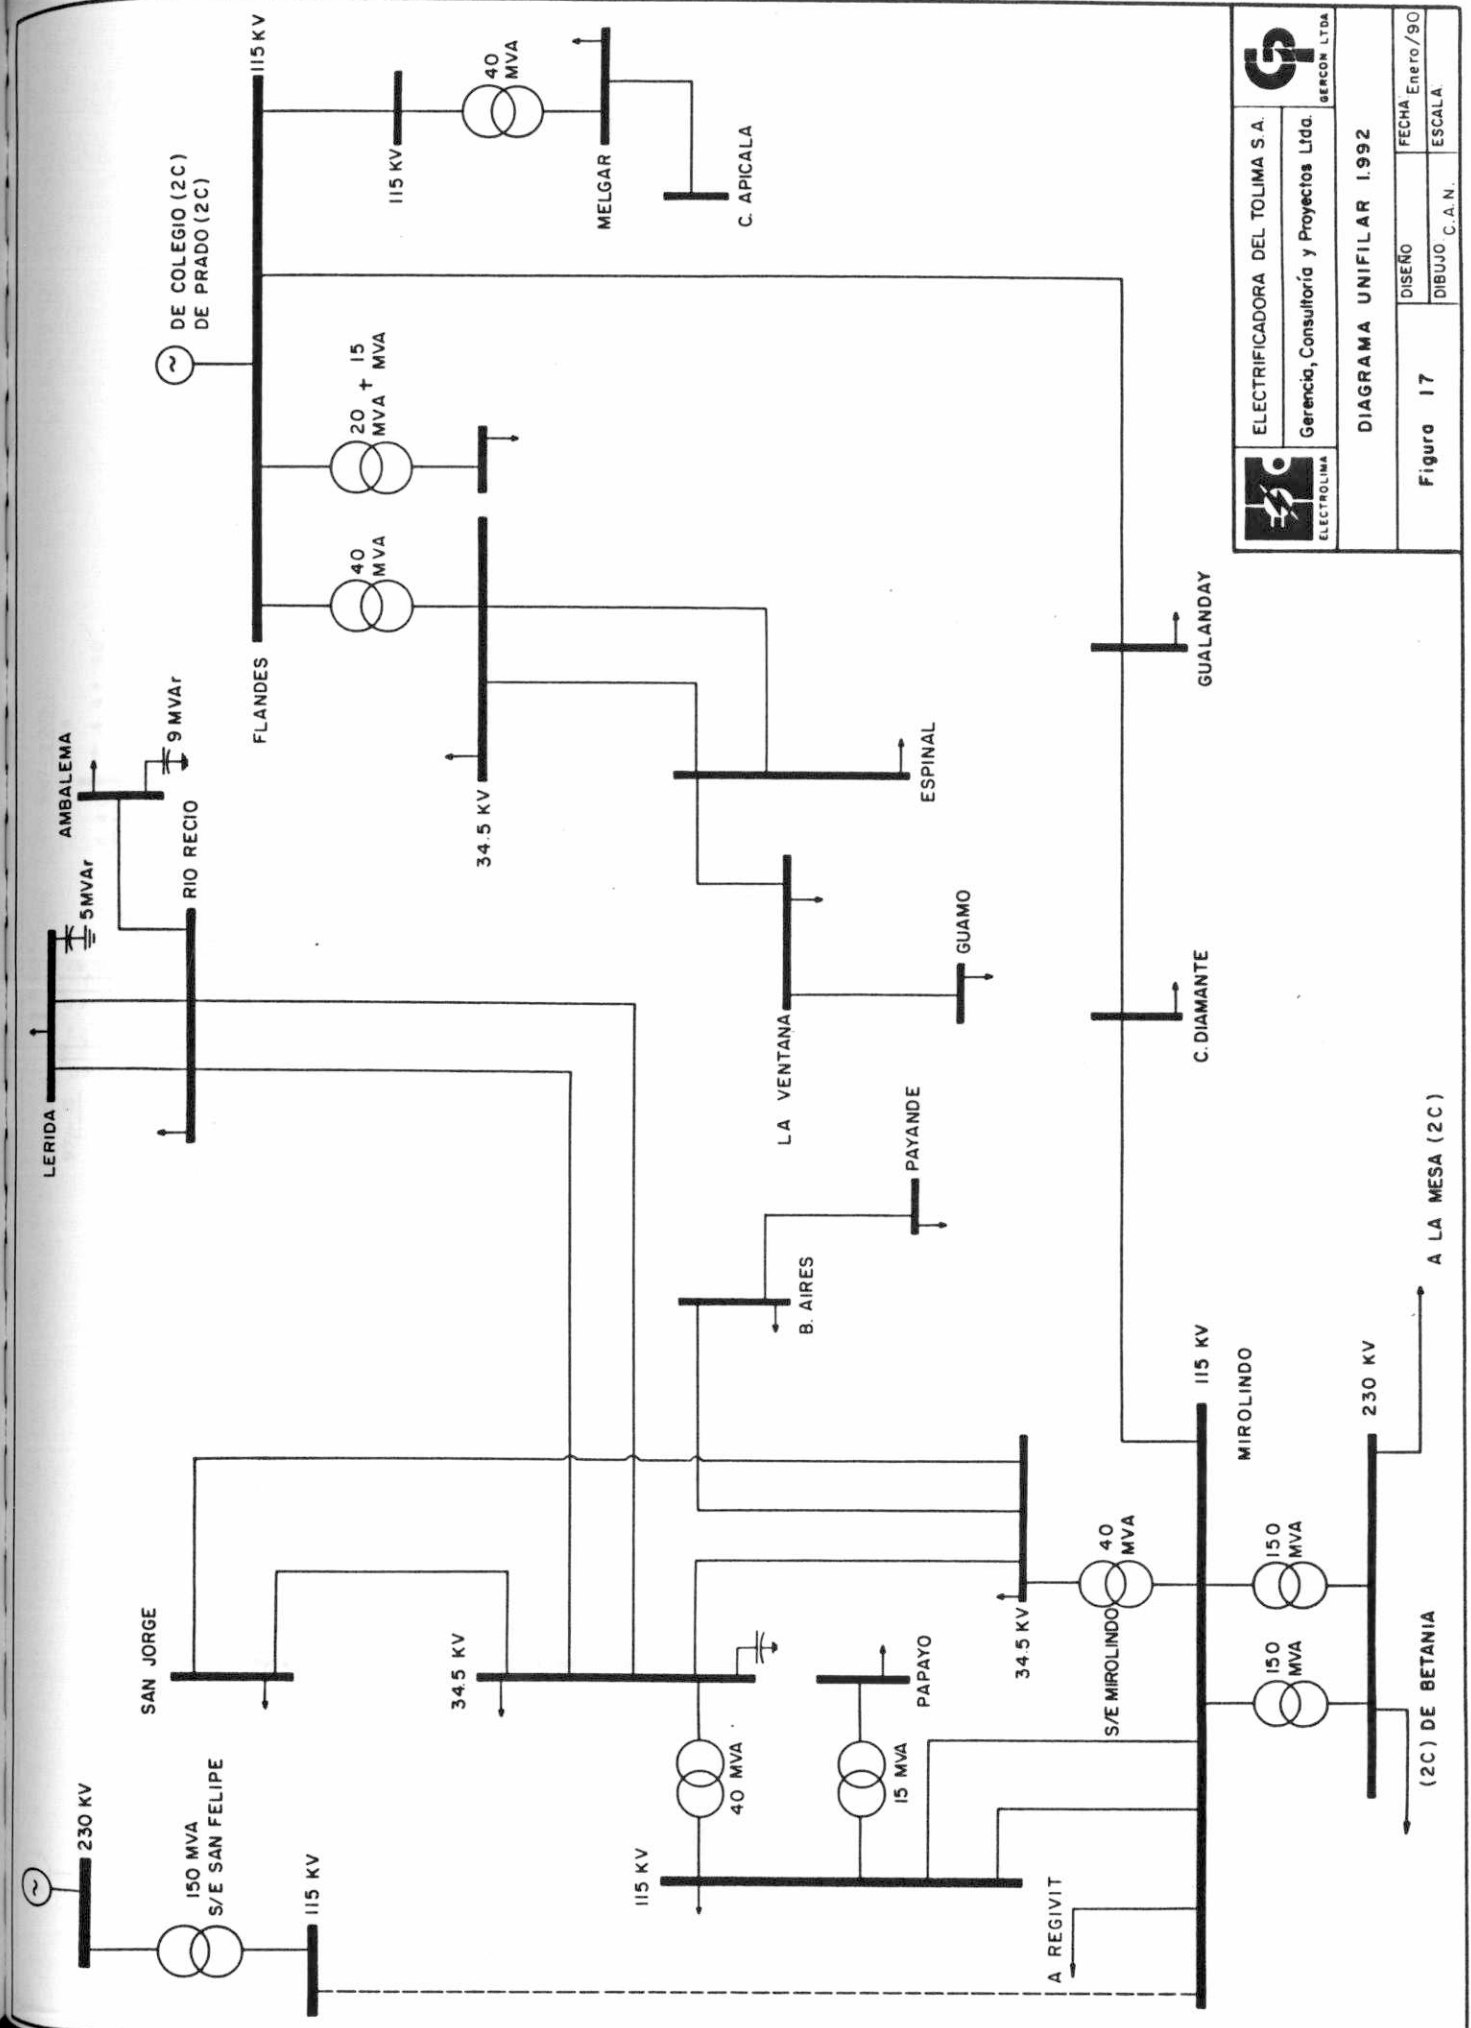 230 KV
150 MVA
S/E SAN FELIPE
115 KV
SAN JORGE
34.5 KV
40 MVA
115 KV
15 MVA
PAPAYO
A REGIVIT
34.5 KV
S/E MIROLINDO
40
MVA
115 KV
MIROLINDO
150
MVA
150
MVA
230 KV
(2C) DE BETANIA
A LA MESA (2C)
LERIDA
5MVAr
AMBALEMA
9 MVAr
RIO RECIO
B. AIRES
PAYANDE
LA VENTANA
GUAMO
ESPINAL
C. DIAMANTE
GUALANDAY
FLANDES
34.5 KV
40
MVA
20
MVA
+
15
MVA
DE COLEGIO (2C)
DE PRADO (2C)
115 KV
115 KV
40
MVA
MELGAR
C. APICALA
ELECTROLIMA
ELECTRIFICADORA DEL TOLIMA S.A.
Gerencia, Consultoría y Proyectos Ltda.
GERCON LTDA
DIAGRAMA UNIFILAR 1.992
Figura 17
DISEÑO
FECHA Enero/90
DIBUJO C. A. N.
ESCALA